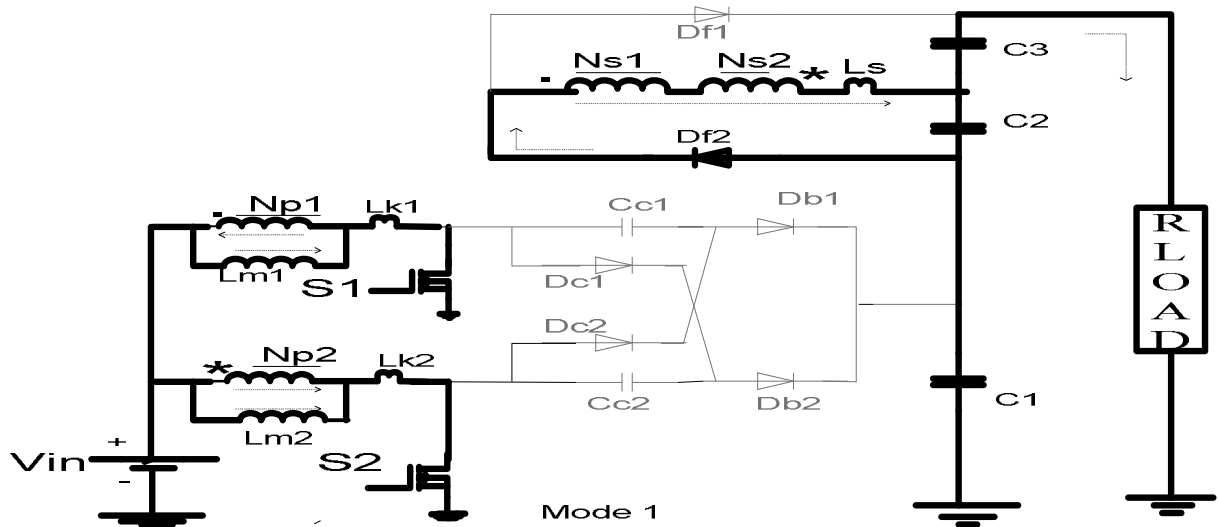 Df1
C3
Ns1 Ns2 * Ls
C2
Df2
Np1 Lk1 Cc1 Db1
Lm1 S1 Dc1
RLOAD
Dc2
* Np2 Lk2
Lm2 Cc2 Db2 C1
+
Vin S2
-
Mode 1